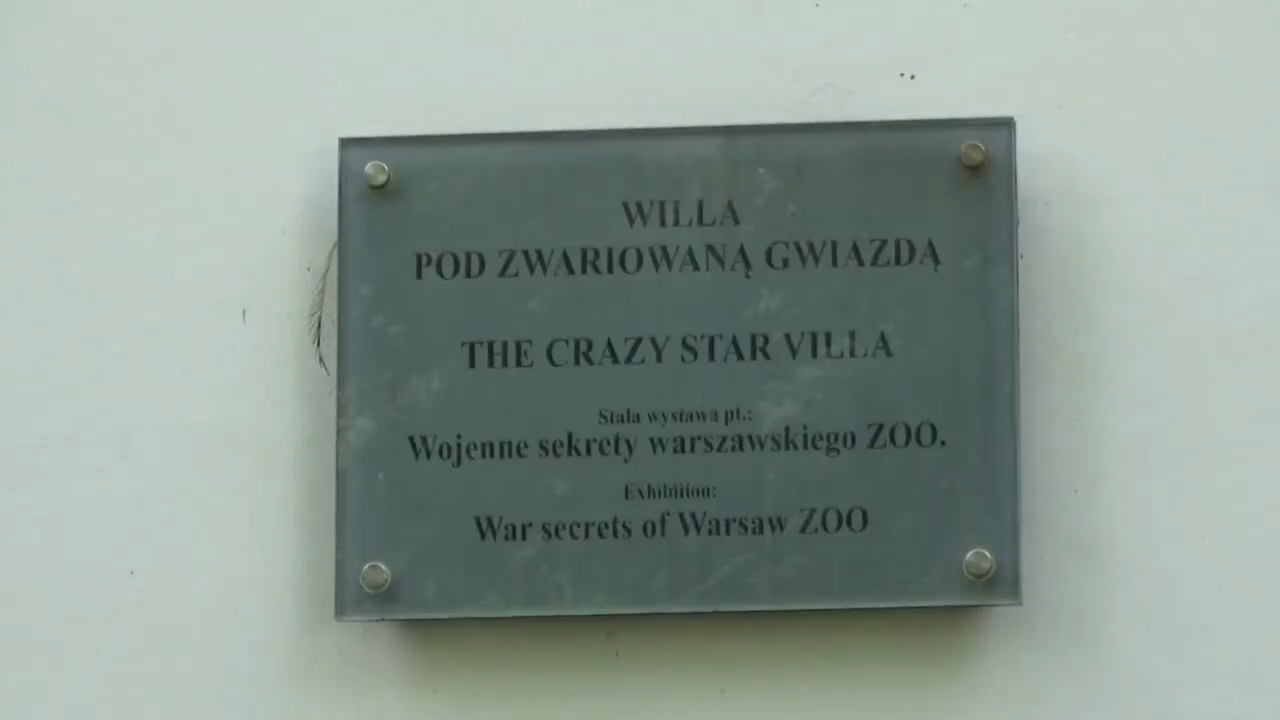 WILLA
POD ZWARIOWANĄ GWIAZDĄ
THE CRAZY STAR VILLA
Stała wystawa pt.:
Wojenne sekrety warszawskiego ZOO.
Exhibition:
War secrets of Warsaw ZOO